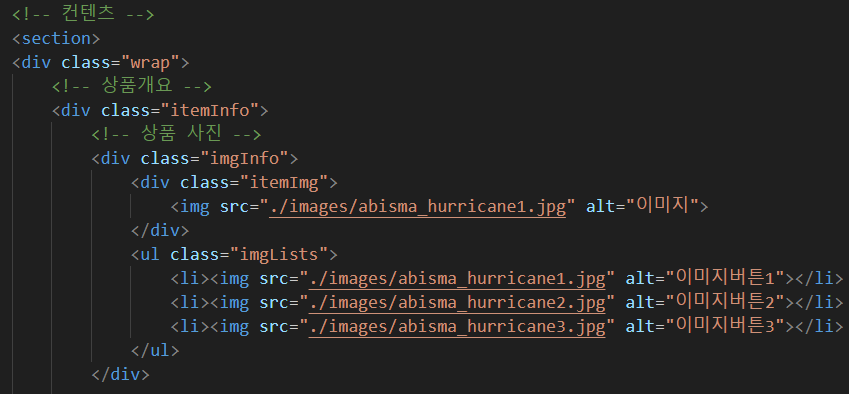 <!-- 컨텐츠 -->
<section>
<div class="wrap">
<!-- 상품개요 -->
<div class="itemInfo">
<!-- 상품 사진 -->
<div class="imgInfo">
<div class="itemImg">
<img src="./images/abisma_hurricane1.jpg" alt="이미지">
</div>
<ul class="imgLists">
<li><img src="./images/abisma_hurricane1.jpg" alt="이미지버튼1"></li>
<li><img src="./images/abisma_hurricane2.jpg" alt="이미지버튼2"></li>
<li><img src="./images/abisma_hurricane3.jpg" alt="이미지버튼3"></li>
</ul>
</div>